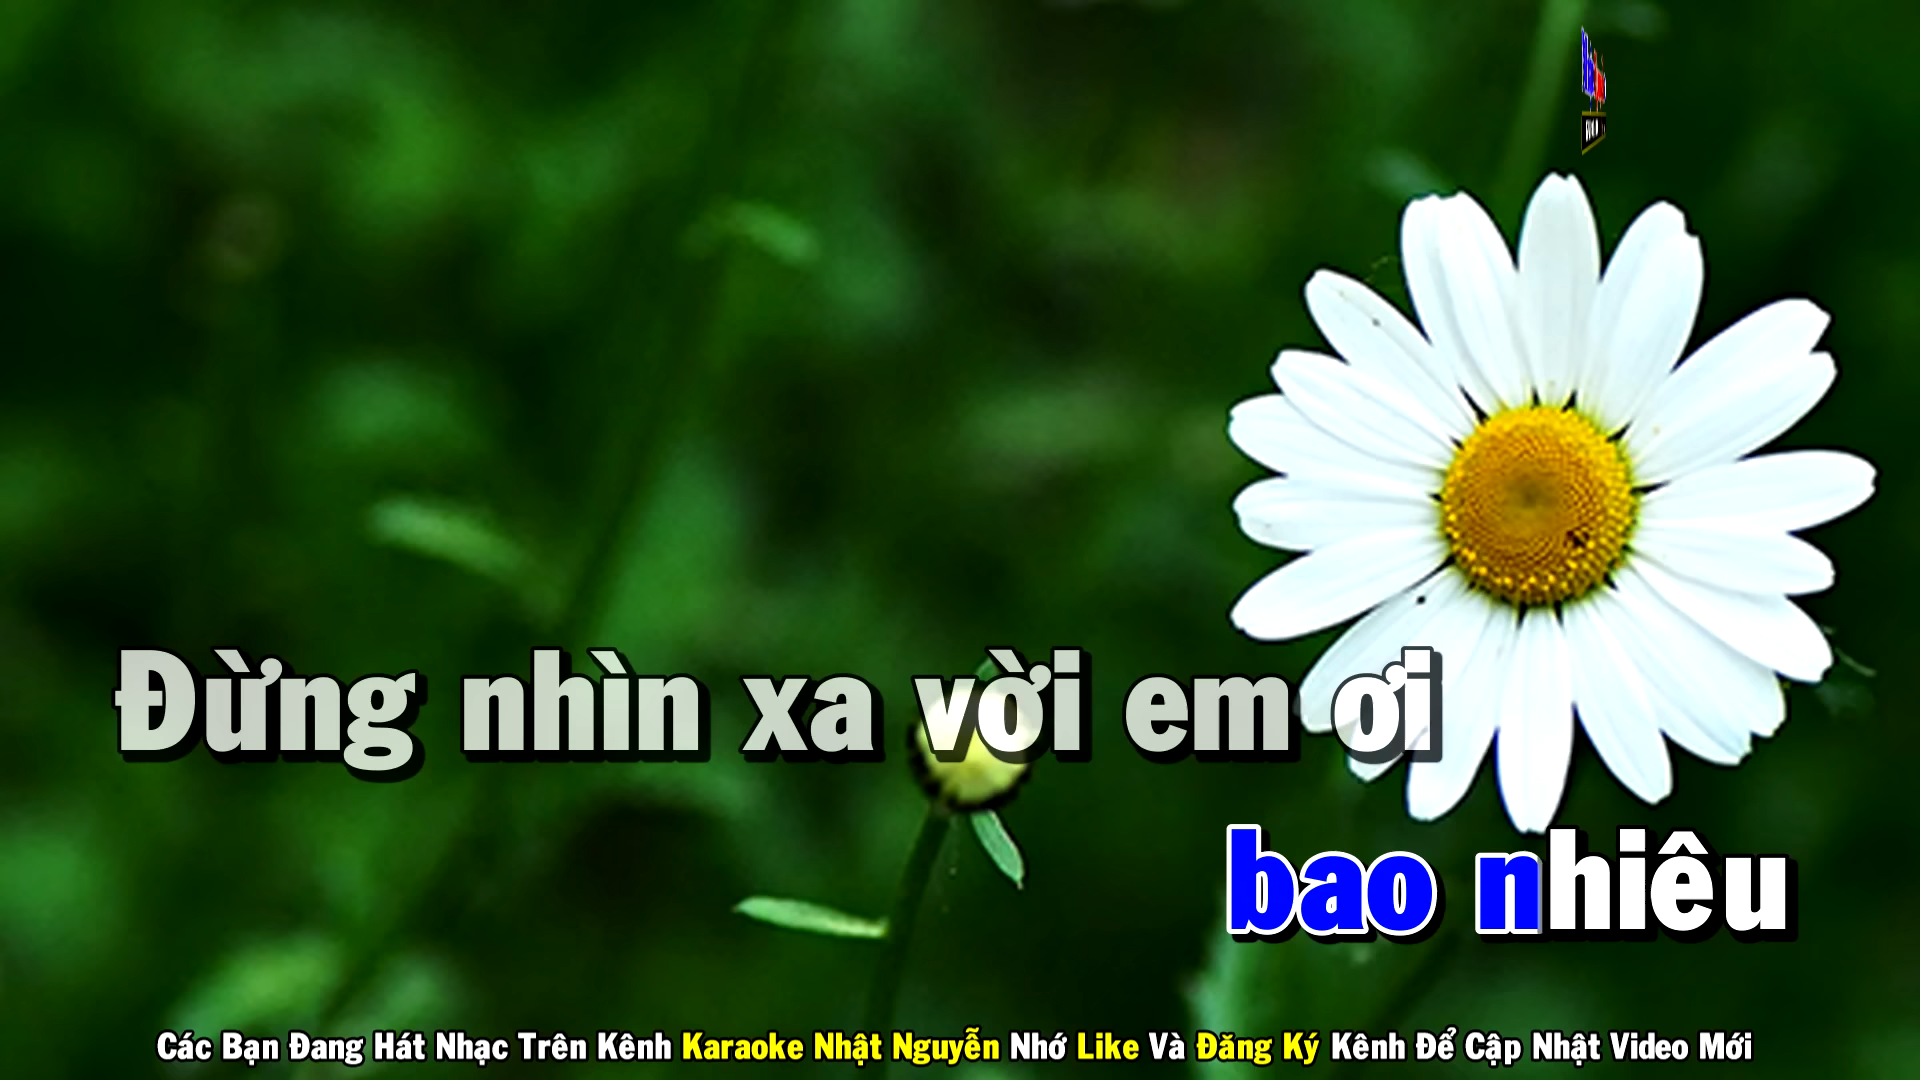 Đừng nhìn xa vời em ơi
bao nhiêu
Các Bạn Đang Hát Nhạc Trên Kênh Karaoke Nhật Nguyễn Nhớ Like Và Đăng Ký Kênh Để Cập Nhật Video Mới